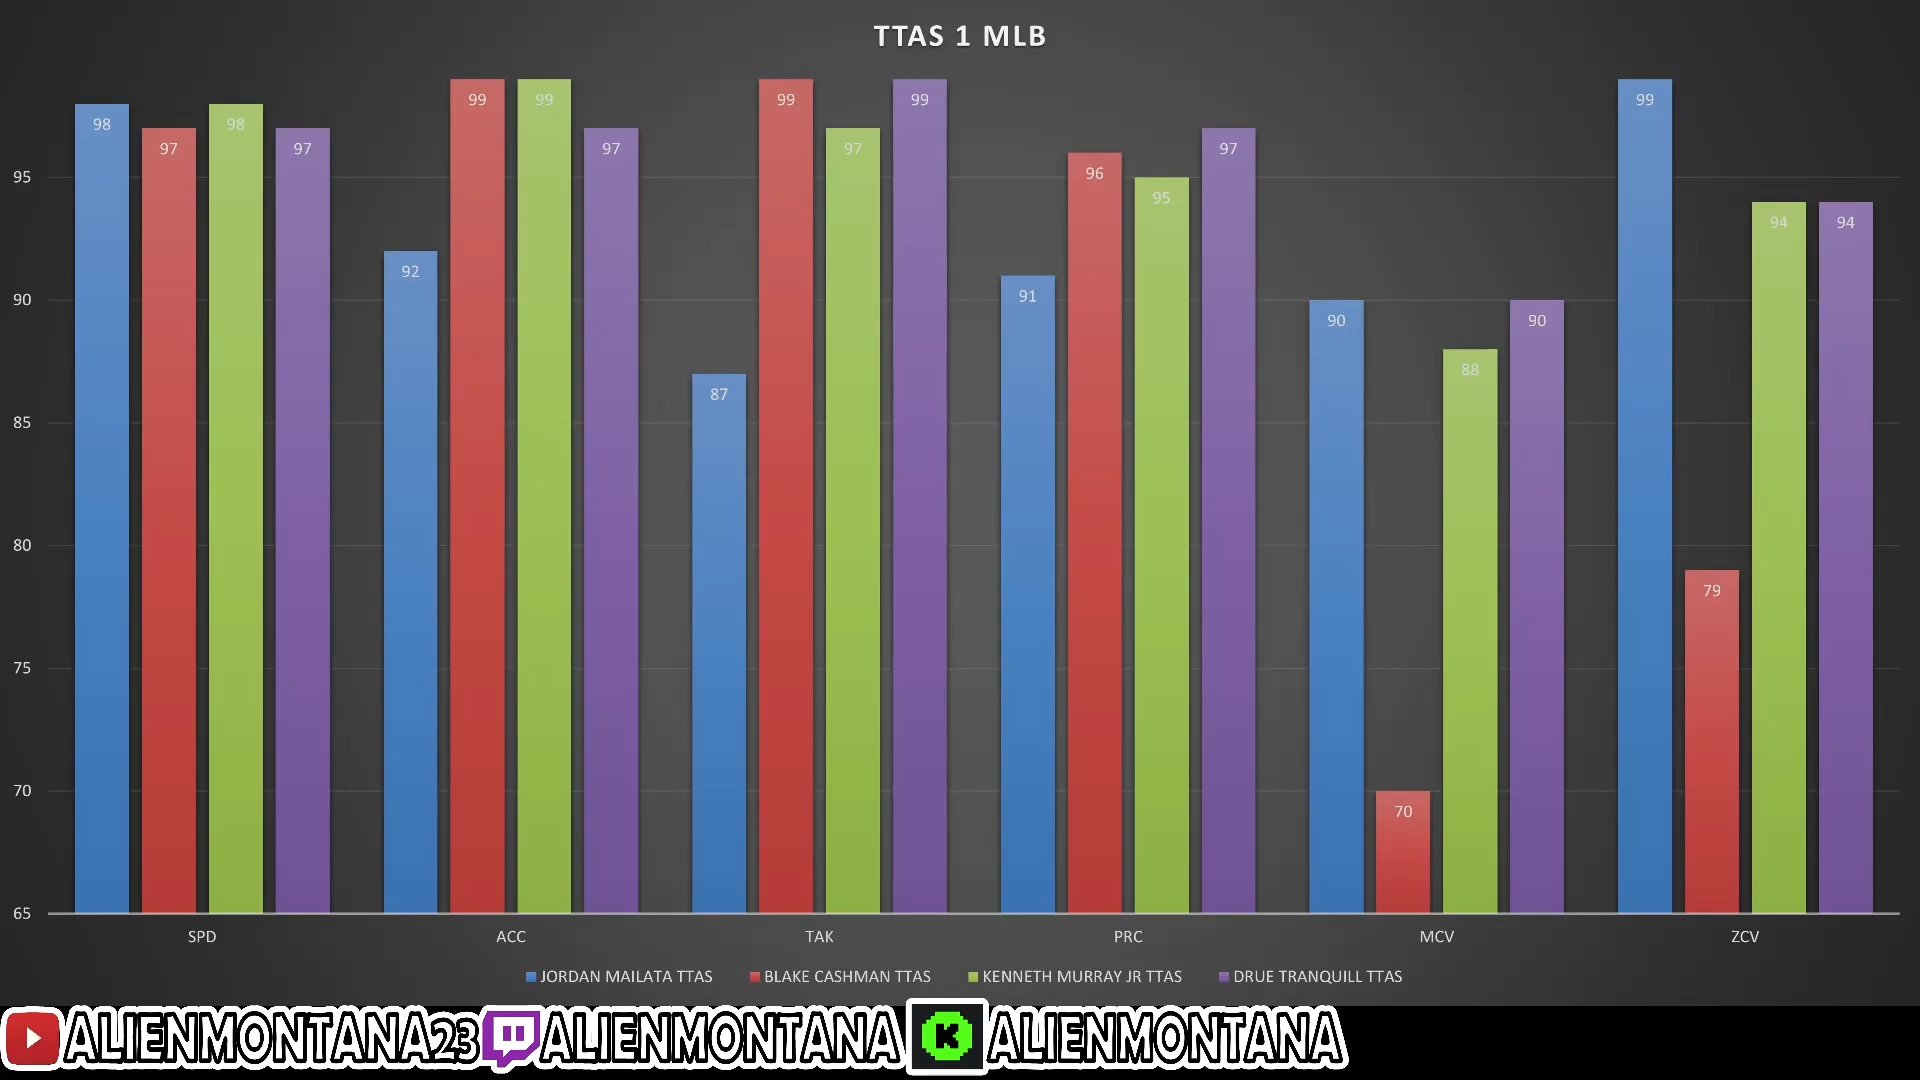 TTAS 1 MLB
98 97 98 97 92 99 99 97 87 99 97 99 91 96 95 97 90 70 88 90 99 79 94 94
95
90
85
80
75
70
65
SPD ACC TAK PRC MCV ZCV
JORDAN MAILATA TTAS BLAKE CASHMAN TTAS KENNETH MURRAY JR TTAS DRUE TRANQUILL TTAS
ALIENMONTANA23 ALIENMONTANA K ALIENMONTANA